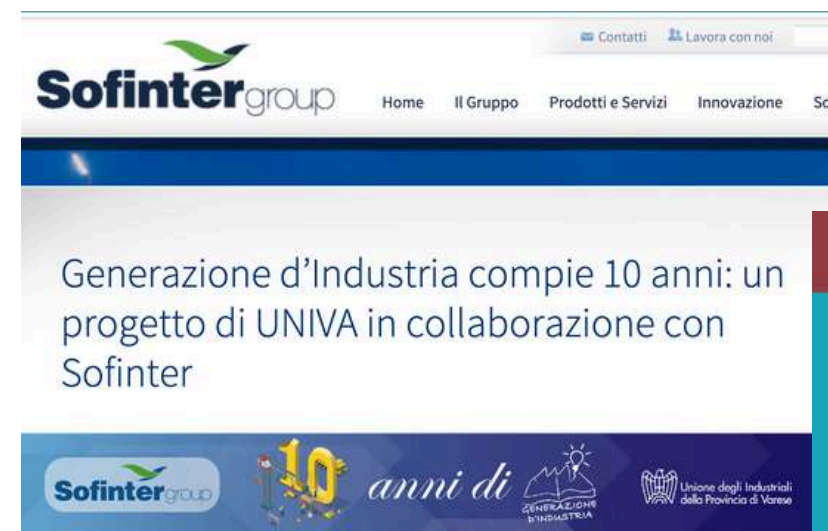 Contatti Lavora con noi
Sofintergroup
Home Il Gruppo Prodotti e Servizi Innovazione
Generazione d'Industria compie 10 anni: un
progetto di UNIVA in collaborazione con
Sofinter
Sofintergroup 10 anni di
GENERAZIONE
D'INDUSTRIA
Unione degli Industriali
della Provincia di Varese